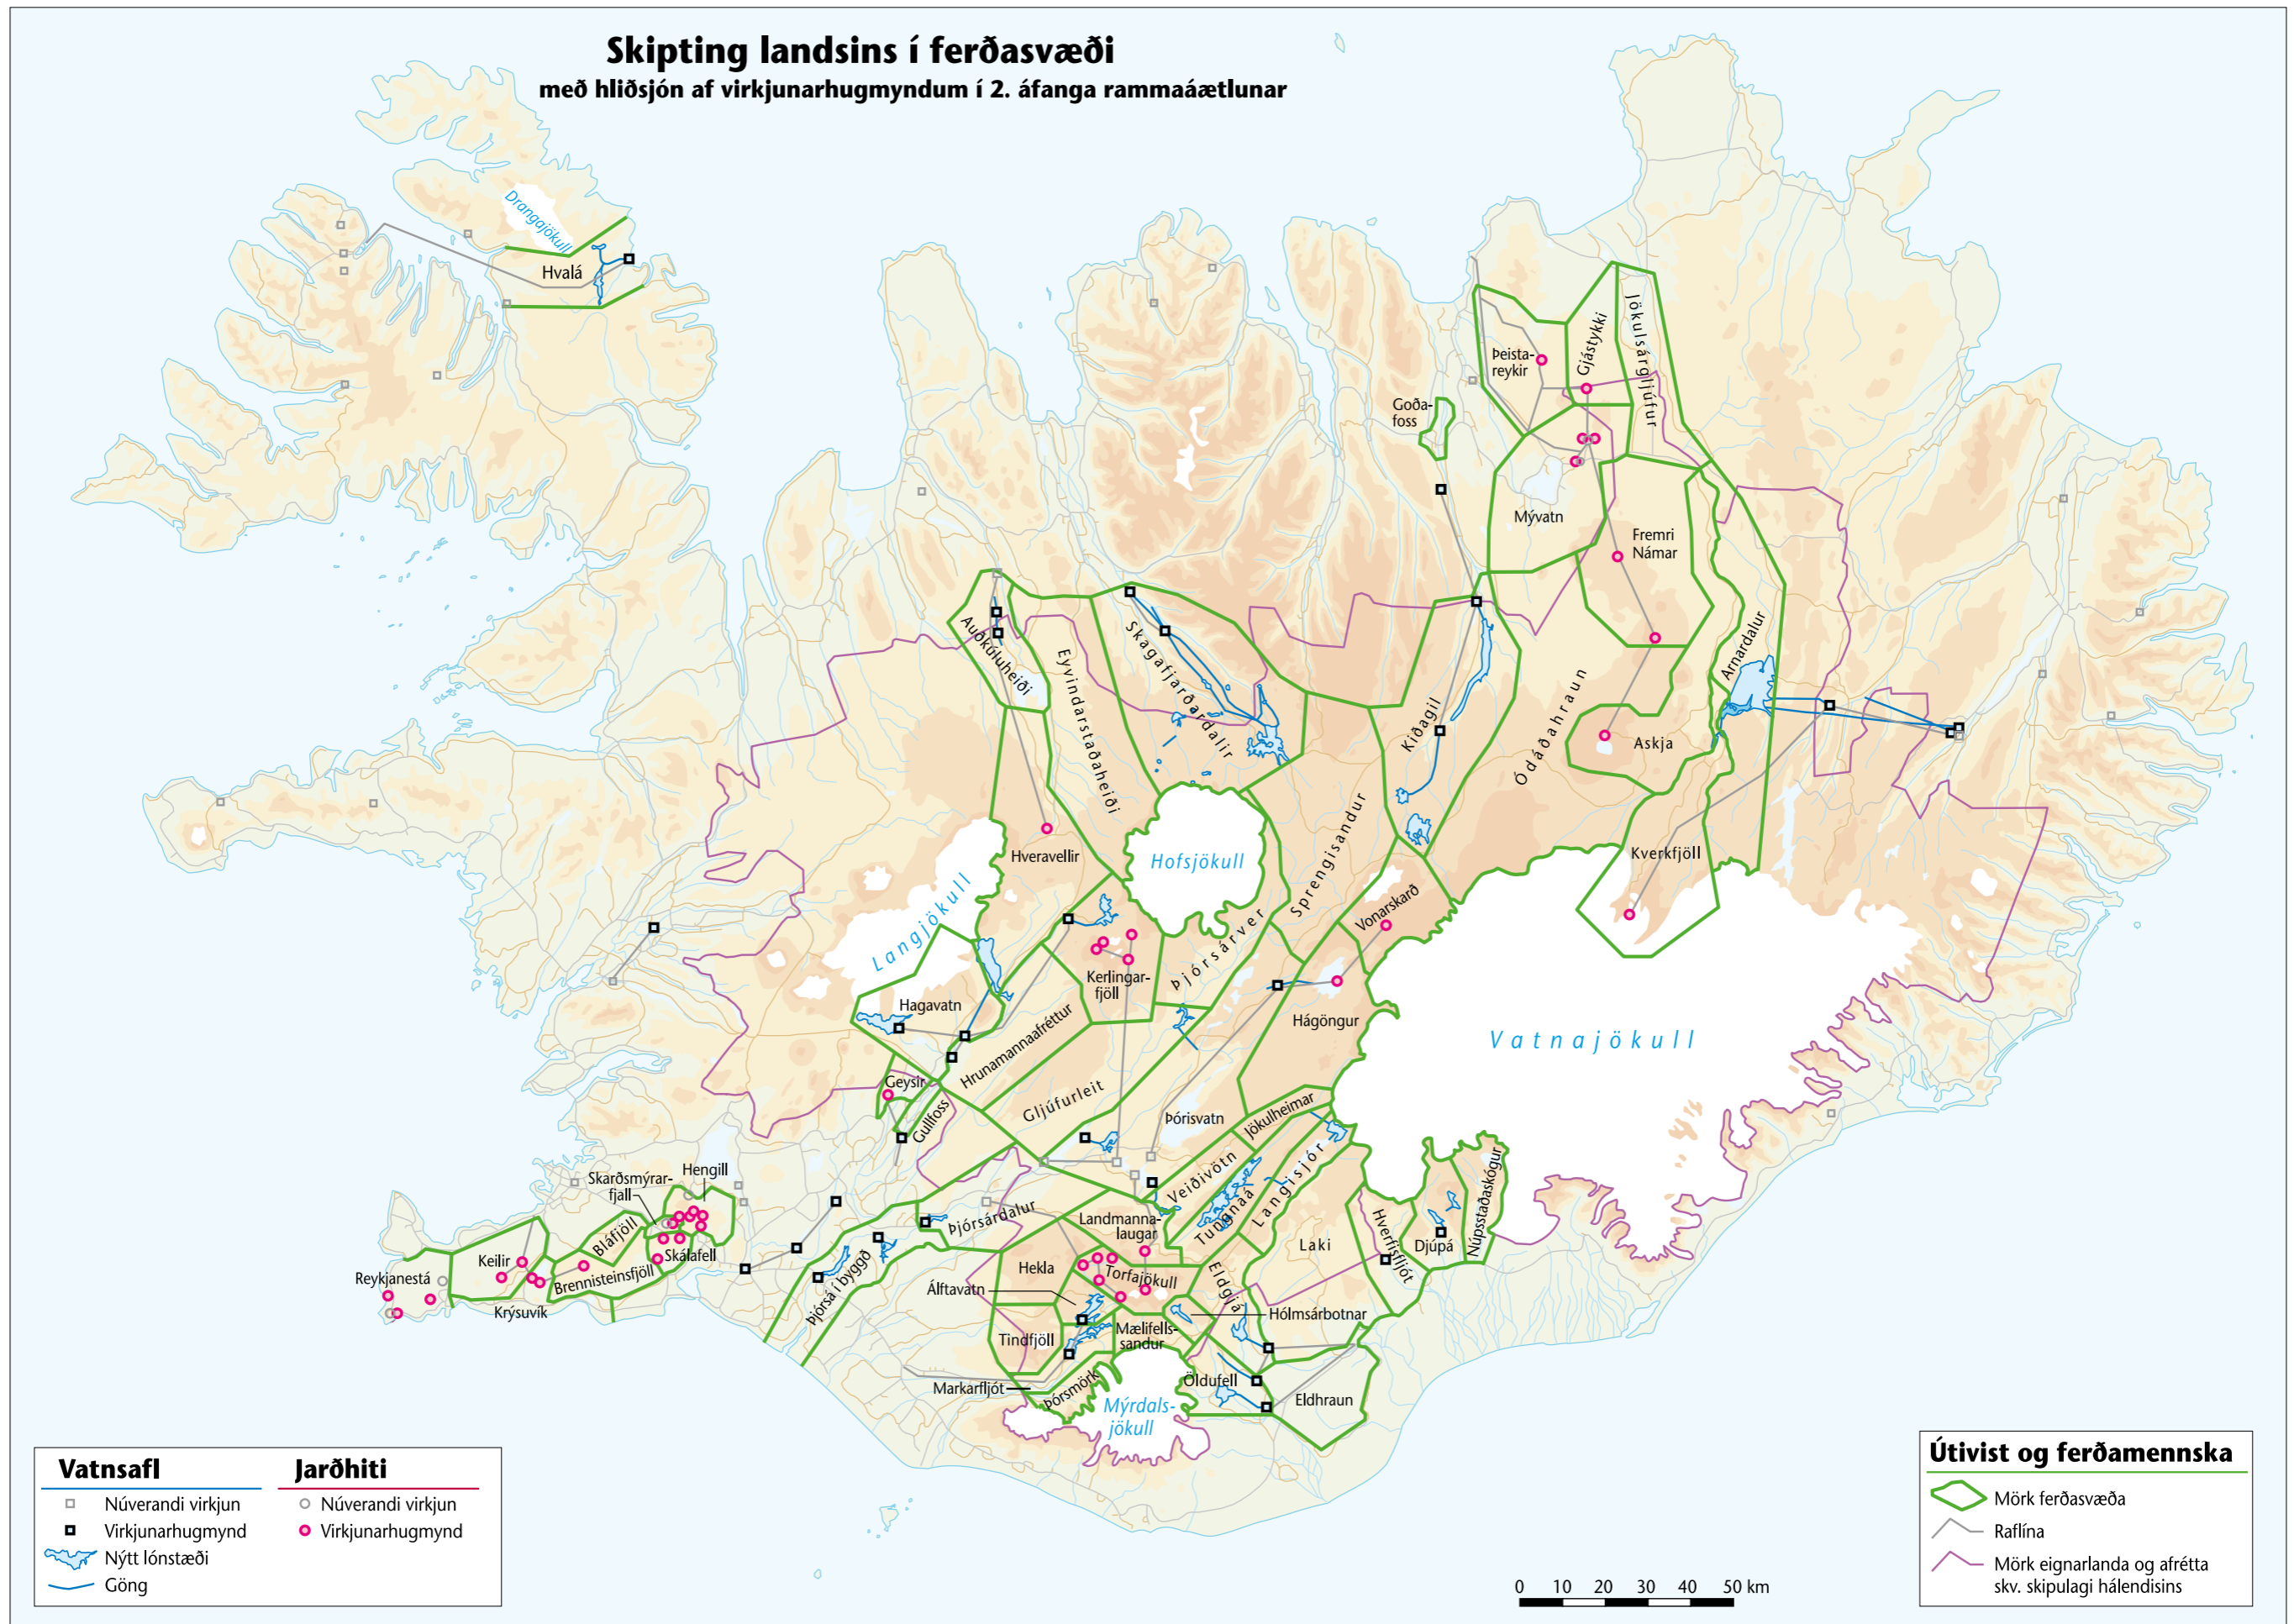 Skipting landsins í ferðasvæði
með hliðsjón af virkjunarhugmyndum í 2. áfanga rammaáætlunar
Drangajökull
Hvalá
Þeista-
reykir
Gjástykki
Jökulsárgljúfur
Goða-
foss
Mývatn
Fremri
Námar
Auðkúluheiði
Eyvindarstaðaheiði
Skagafjarðardalir
Kiðagil
Ódáðahraun
Arnardalur
Askja
Kverkfjöll
Hveravellir
Hofsjökull
Sprengisandur
Langjökull
Vonarskarð
Þjórsárver
Kerlingar-
fjöll
Hagavatn
Hágöngur
Vatnajökull
Hrunamannaafréttur
Geysir
Gullfoss
Gljúfurleit
Þórisvatn
Jökulheimar
Veiðivötn
Tungnaá
Langisjór
Núpsstaðaskógur
Hverfisfljót
Djúpá
Laki
Skarðsmýrar-
fjall
Hengill
Þjórsárdalur
Landmanna-
laugar
Bláfjöll
Skálafell
Keilir
Brennisteinsfjöll
Reykjanestá
Krýsuvík
Þjórsá í byggð
Hekla
Torfajökull
Eldgjá
Álftavatn
Hólmsárbotnar
Tindfjöll
Mælifells-
sandur
Markarfljót
Þórsmörk
Öldufell
Eldhraun
Mýrdals-
jökull
Vatnsafl
Núverandi virkjun
Virkjunarhugmynd
Nýtt lónstæði
Göng
Jarðhiti
Núverandi virkjun
Virkjunarhugmynd
Útivist og ferðamennska
Mörk ferðasvæða
Raflína
Mörk eignarlanda og afrétta
skv. skipulagi hálendisins
0 10 20 30 40 50 km